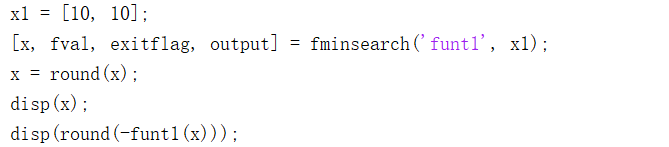 x1 = [10, 10];
[x, fval, exitflag, output] = fminsearch('funt1', x1);
x = round(x);
disp(x);
disp(round(-funt1(x)));